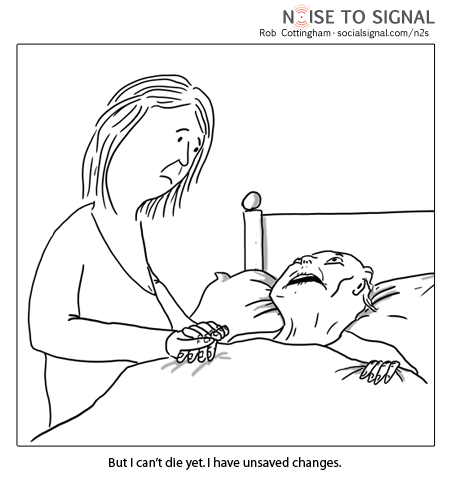 NOISE TO SIGNAL
Rob Cottingham · socialsignal.com/n2s
But I can't die yet. I have unsaved changes.